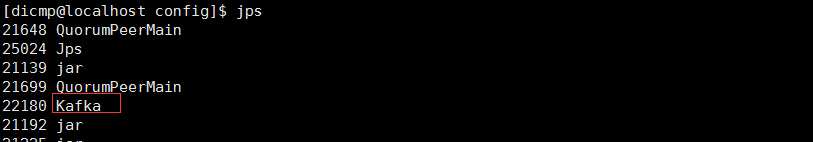 [dicmp@localhost config]$ jps
21648 QuorumPeerMain
25024 Jps
21139 jar
21699 QuorumPeerMain
22180 Kafka
21192 jar